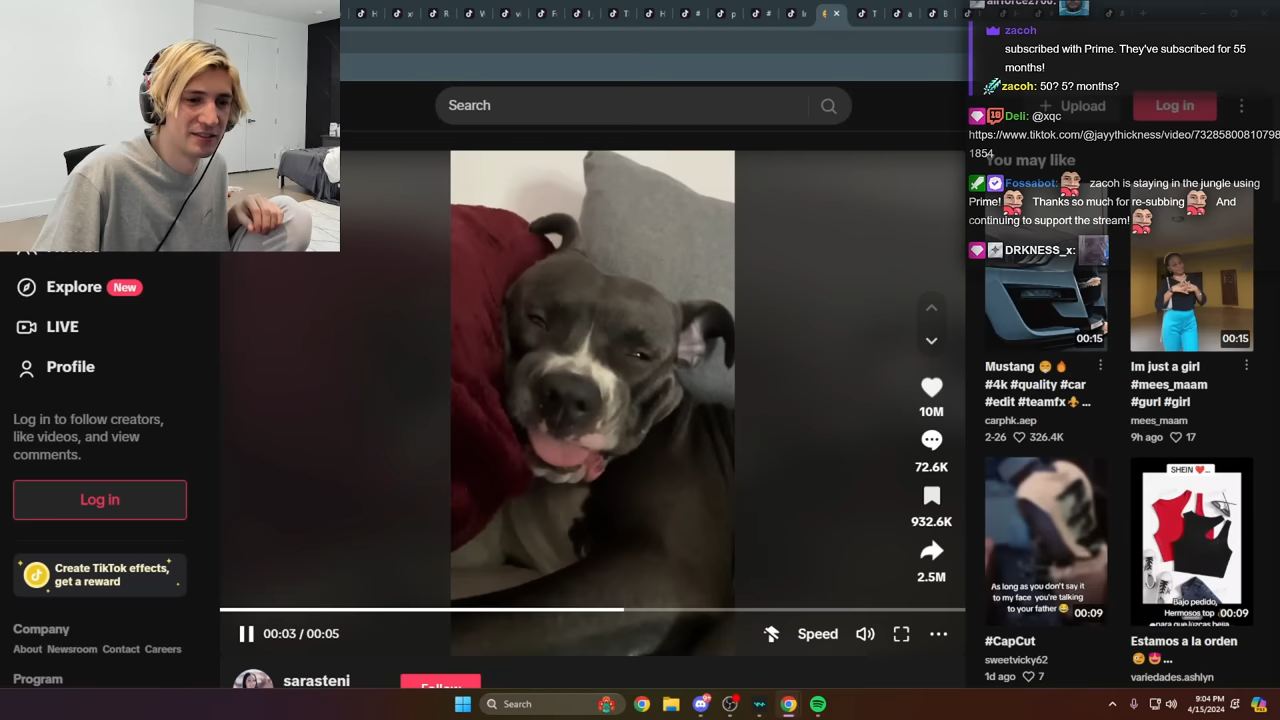 zacoh
subscribed with Prime. They've subscribed for 55
months!
zacoh: 50? 5? months?
Search
Upload
Log in
Deli: @xqc
https://www.tiktok.com/@jayythickness/video/73285800810798
1854
You may like
Fossabot: zacoh is staying in the jungle using
Prime! Thanks so much for re-subbing And
continuing to support the stream!
DRKNESS_x:
Explore New
LIVE
Profile
Log in to follow creators,
like videos, and view
comments.
Log in
Create TikTok effects,
get a reward
Company
About Newsroom Contact Careers
Program
10M
72.6K
932.6K
2.5M
00:03 / 00:05
Speed
sarasteni
00:15
Mustang 😁🔥
#4k #quality #car
#edit #teamfx⚜...
carphk.aep
2-26 326.4K
00:15
Im just a girl
#mees_maam
#gurl #girl
mees_maam
9h ago 17
As long as you don't say it
to my face you're talking
to your father 😂
00:09
#CapCut
sweetvicky62
1d ago 7
SHEIN ❤️...
Bajo pedido,
Hermosos top
00:09
Estamos a la orden
variedades.ashlyn
Search
9:04 PM
4/15/2024